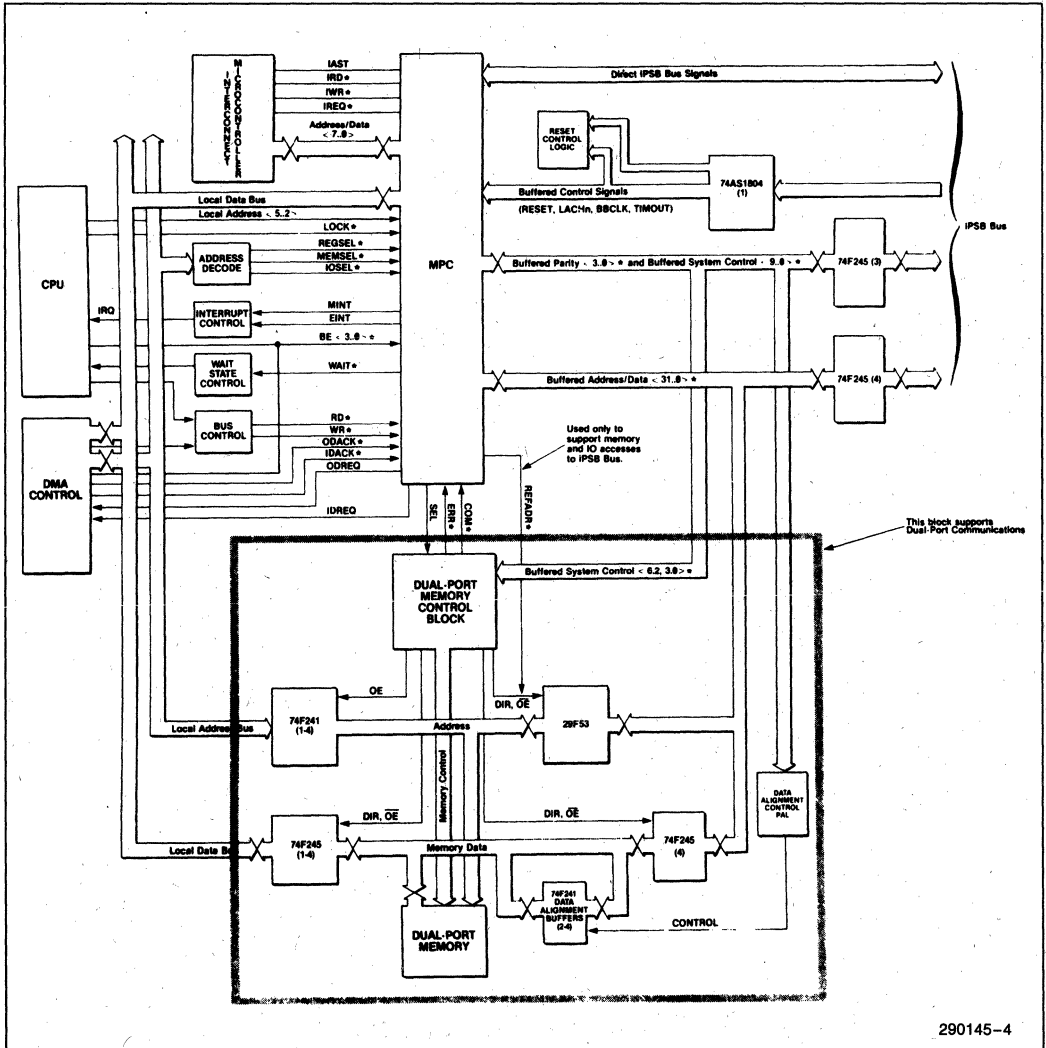 INTERCONNECT
MICROCONTROLLER
IAST
IRD*
IWR*
IREQ*
Address/Data
< 7..0 >
MPC
Direct iPSB Bus Signals
RESET
CONTROL
LOGIC
74AS1804
(1)
Buffered Control Signals
(RESET, LACHn, BBCLK, TIMOUT)
iPSB Bus
Local Data Bus
Local Address < 5..2 >
LOCK*
CPU
ADDRESS
DECODE
REGSEL*
MEMSEL*
IOSEL*
Buffered Parity < 3..0 > * and Buffered System Control < 9..0 > *
74F245 (3)
IRQ
INTERRUPT
CONTROL
MINT
EINT
BE < 3..0 > *
WAIT
STATE
CONTROL
WAIT*
Buffered Address/Data < 31..0 > *
74F245 (4)
BUS
CONTROL
RD*
WR*
ODACK*
IDACK*
ODREQ
IDREQ
DMA
CONTROL
Used only to
support memory
and IO accesses
to iPSB Bus.
SEL
ERR*
COM*
REFADR*
This block supports
Dual-Port Communications
DUAL-PORT
MEMORY
CONTROL
BLOCK
Buffered System Control < 6.2, 3.0 > *
OE
DIR, OE
74F241
(1-4)
29F53
Local Address Bus
Address
Memory Control
DATA
ALIGNMENT
CONTROL
PAL
DIR, OE
DIR, OE
74F245
(1-4)
74F245
(4)
Local Data Bu
Memory Data
74F241
DATA
ALIGNMENT
BUFFERS
(2-4)
CONTROL
DUAL-PORT
MEMORY
290145-4